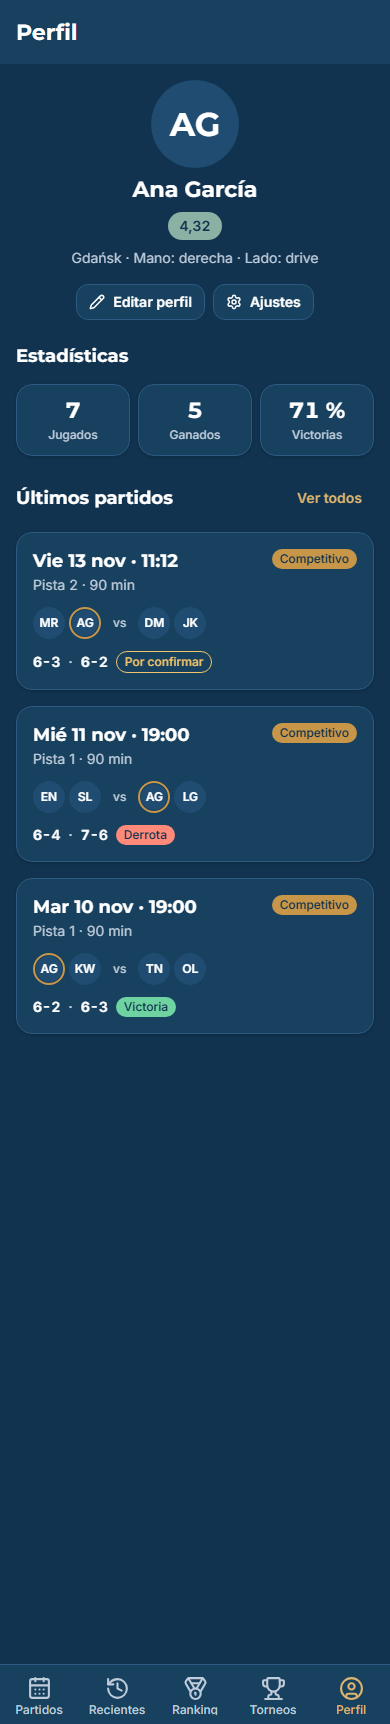 Perfil
AG
Ana García
4,32
Gdańsk · Mano: derecha · Lado: drive
Editar perfil
Ajustes
Estadísticas
7
Jugados
5
Ganados
71 %
Victorias
Últimos partidos
Ver todos
Vie 13 nov · 11:12
Competitivo
Pista 2 · 90 min
MR AG vs DM JK
6-3 · 6-2 Por confirmar
Mié 11 nov · 19:00
Competitivo
Pista 1 · 90 min
EN SL vs AG LG
6-4 · 7-6 Derrota
Mar 10 nov · 19:00
Competitivo
Pista 1 · 90 min
AG KW vs TN OL
6-2 · 6-3 Victoria
Partidos
Recientes
Ranking
Torneos
Perfil